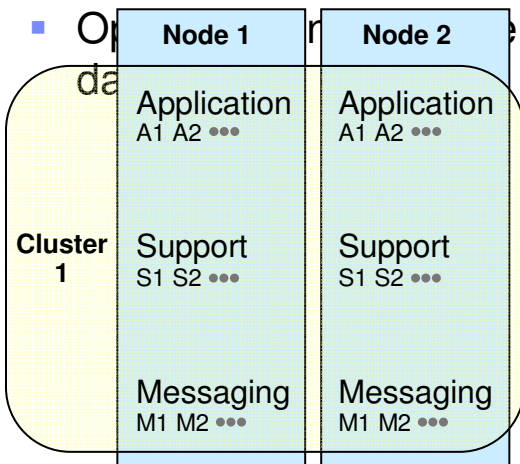 Node 1 Node 2
Application Application
A1 A2 ••• A1 A2 •••
Cluster Support Support
1 S1 S2 ••• S1 S2 •••
Messaging Messaging
M1 M2 ••• M1 M2 •••